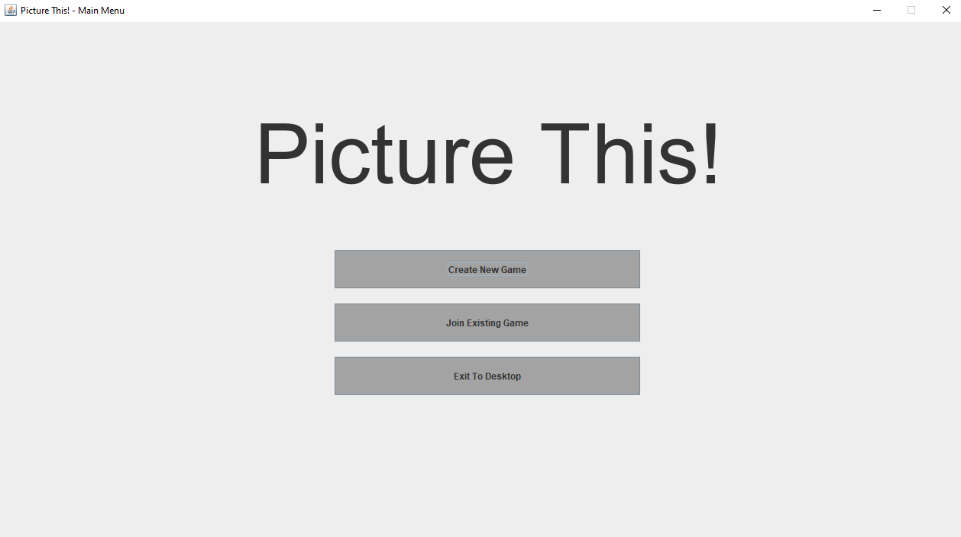 Picture This! - Main Menu
Picture This!
Create New Game
Join Existing Game
Exit To Desktop